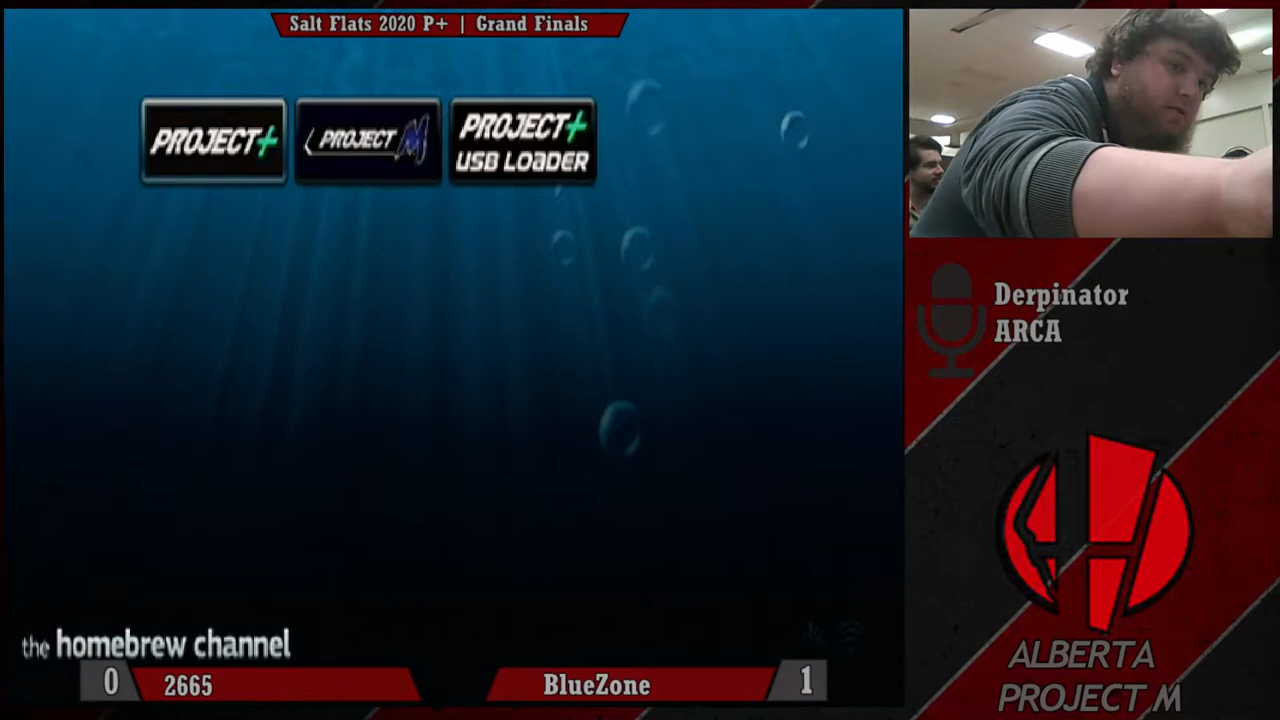 Salt Flats 2020 P+ | Grand Finals
PROJECT+
PROJECT M
PROJECT+
USB LOADER
Derpinator
ARCA
ALBERTA
PROJECT M
the homebrew channel
0 2665 BlueZone 1